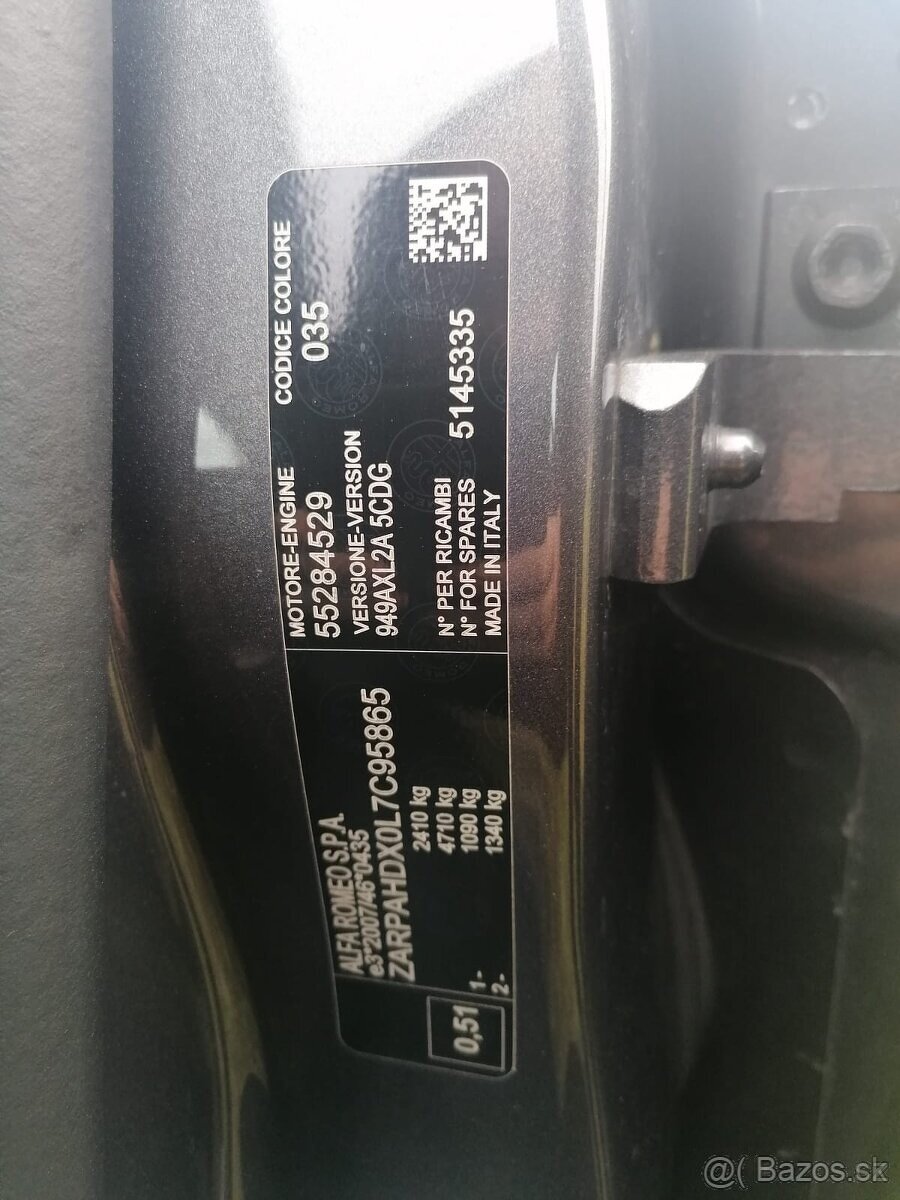 ALFA ROMEO S.P.A.
e3*2007/46*0435
ZARPAHDX0L7C95865
2410 kg
4710 kg
1- 1090 kg
2- 1340 kg
0,51
MOTORE-ENGINE
55284529
VERSIONE-VERSION
949AXL2A 5CDG
N° PER RICAMBI
N° FOR SPARES 5145335
MADE IN ITALY
CODICE COLORE
035
@( Bazos.sk